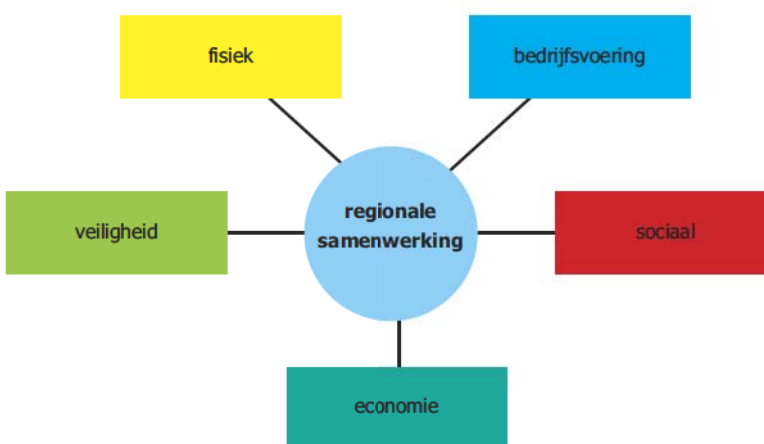 fisiek
bedrijfsvoering
veiligheid
regionale
samenwerking
sociaal
economie